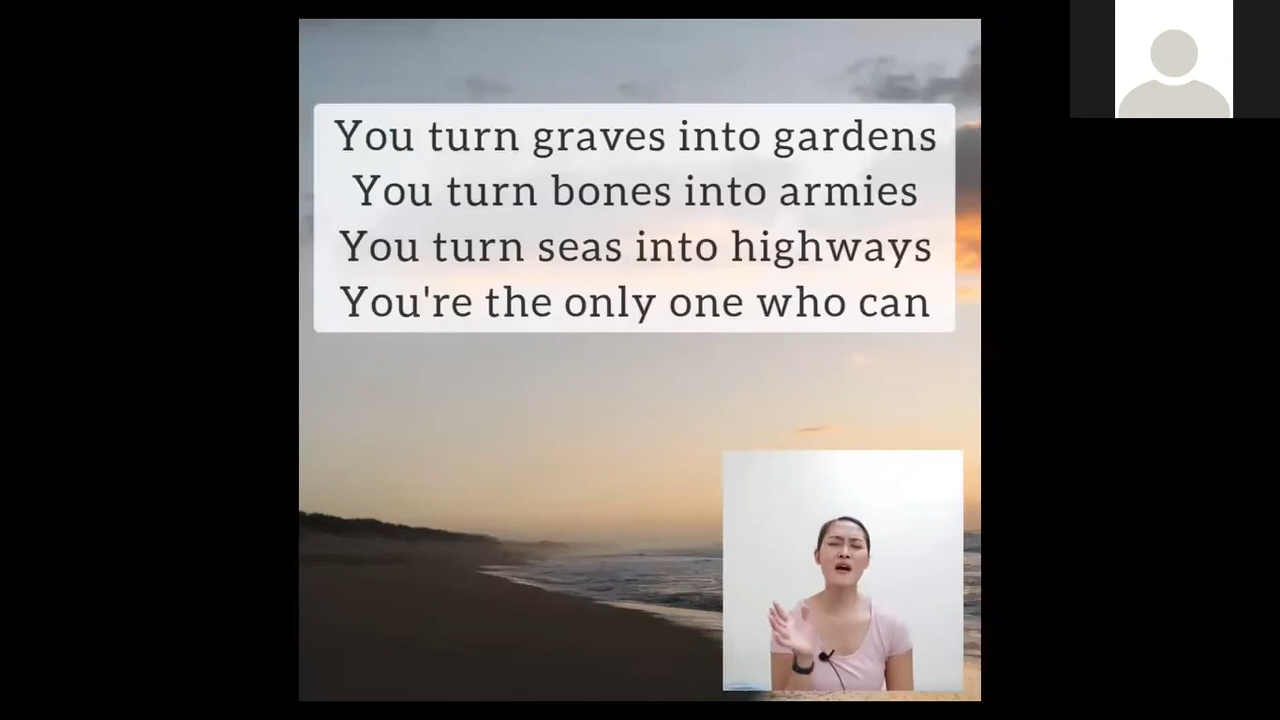 You turn graves into gardens
You turn bones into armies
You turn seas into highways
You're the only one who can